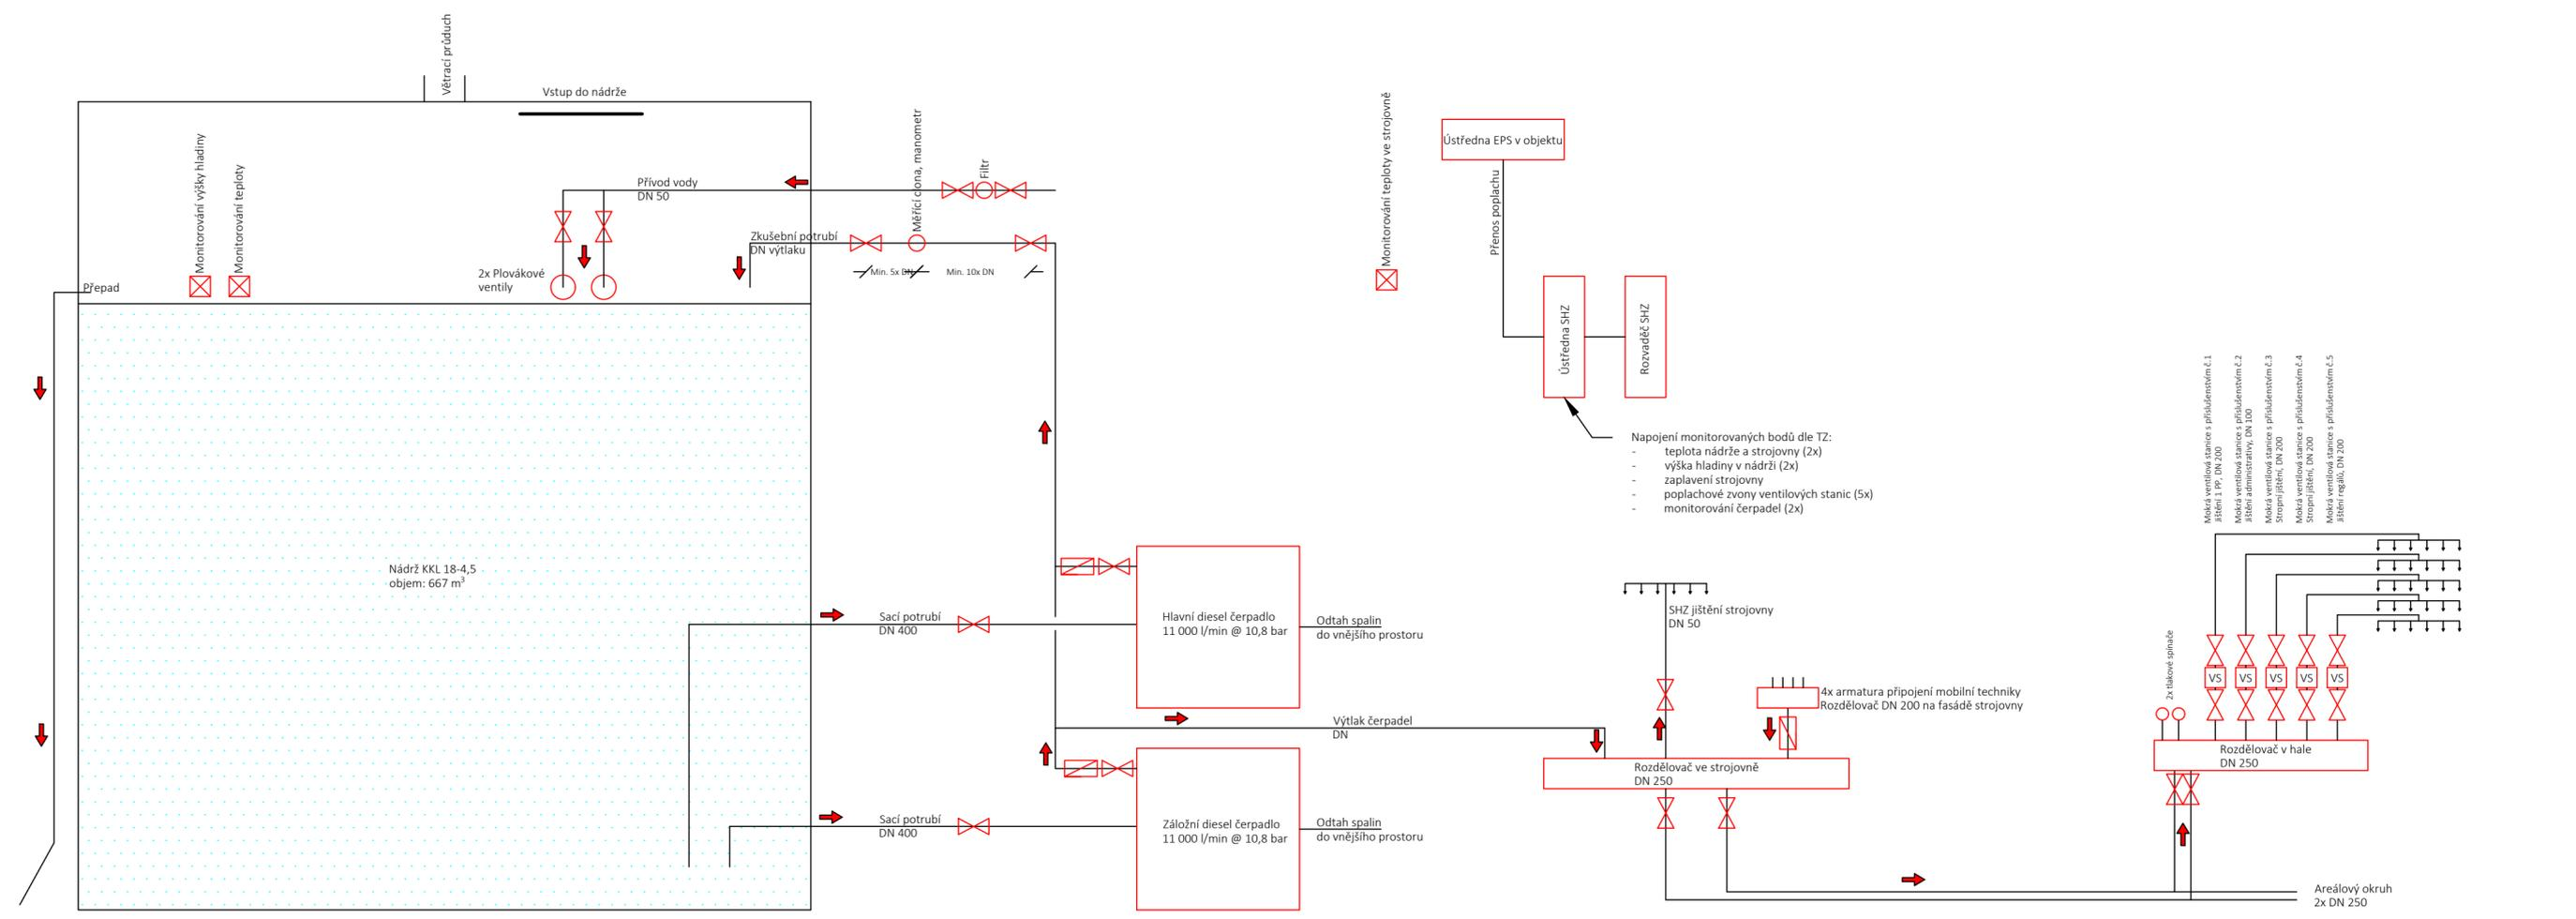 Větrací průduch
Vstup do nádrže
Monitorování výšky hladiny
Monitorování teploty
Přívod vody
DN 50
Měřící clona, manometr
Filtr
Zkušební potrubí
DN výtlaku
Min. 5x DN
Min. 10x DN
2x Plovákové
ventily
Přepad
Nádrž KKL 18-4,5
objem: 667 m³
Sací potrubí
DN 400
Hlavní diesel čerpadlo
11 000 l/min @ 10,8 bar
Odtah spalin
do vnějšího prostoru
Výtlak čerpadel
DN
Sací potrubí
DN 400
Záložní diesel čerpadlo
11 000 l/min @ 10,8 bar
Odtah spalin
do vnějšího prostoru
Monitorování teploty ve strojovně
Ústředna EPS v objektu
Přenos poplachu
Ústředna SHZ
Rozvaděč SHZ
Napojení monitorovaných bodů dle TZ:
- teplota nádrže a strojovny (2x)
- výška hladiny v nádrži (2x)
- zaplavení strojovny
- poplachové zvony ventilových stanic (5x)
- monitorování čerpadel (2x)
SHZ jištění strojovny
DN 50
4x armatura připojení mobilní techniky
Rozdělovač DN 200 na fasádě strojovny
Rozdělovač ve strojovně
DN 250
Mokrá ventilová stanice s příslušenstvím č.1
Jištění 1 PP, DN 200
Mokrá ventilová stanice s příslušenstvím č.2
Jištění administrativy, DN 100
Mokrá ventilová stanice s příslušenstvím č.3
Stropní jištění, DN 200
Mokrá ventilová stanice s příslušenstvím č.4
Stropní jištění, DN 200
Mokrá ventilová stanice s příslušenstvím č.5
Jištění regálů, DN 200
2x tlakové spínače
VS
VS
VS
VS
VS
Rozdělovač v hale
DN 250
Areálový okruh
2x DN 250